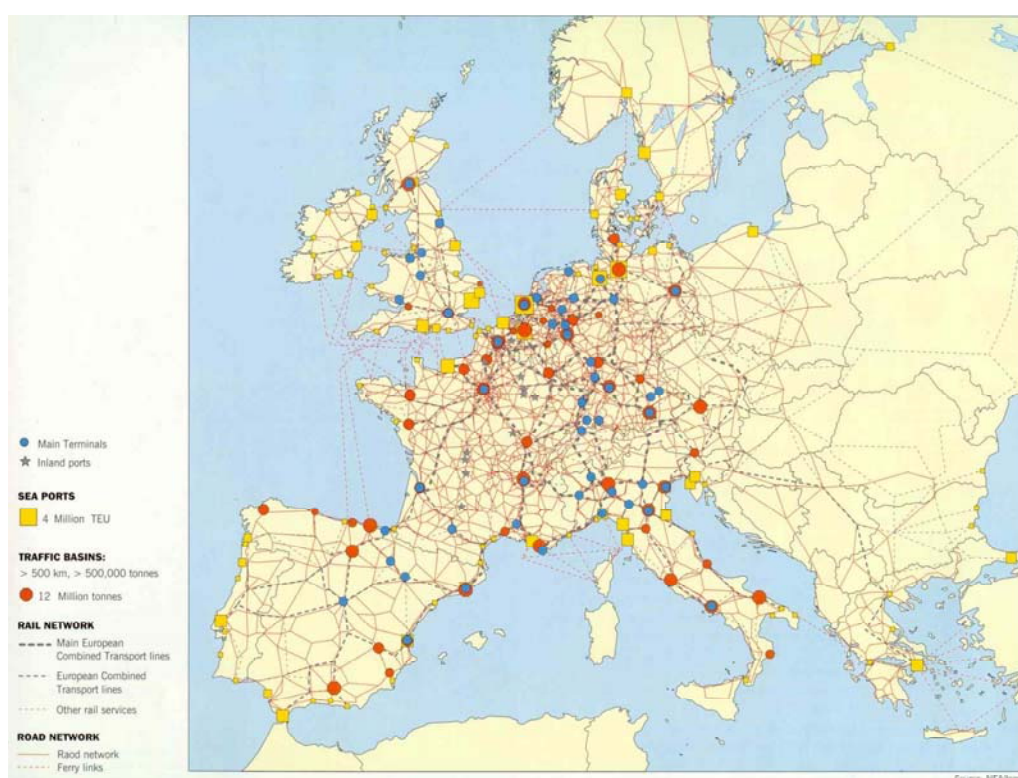 Main Terminals
Inland ports
SEA PORTS
4 Million TEU
TRAFFIC BASINS:
> 500 km, > 500,000 tonnes
12 Million tonnes
RAIL NETWORK
Main European
Combined Transport lines
European Combined
Transport lines
Other rail services
ROAD NETWORK
Raod network
Ferry links